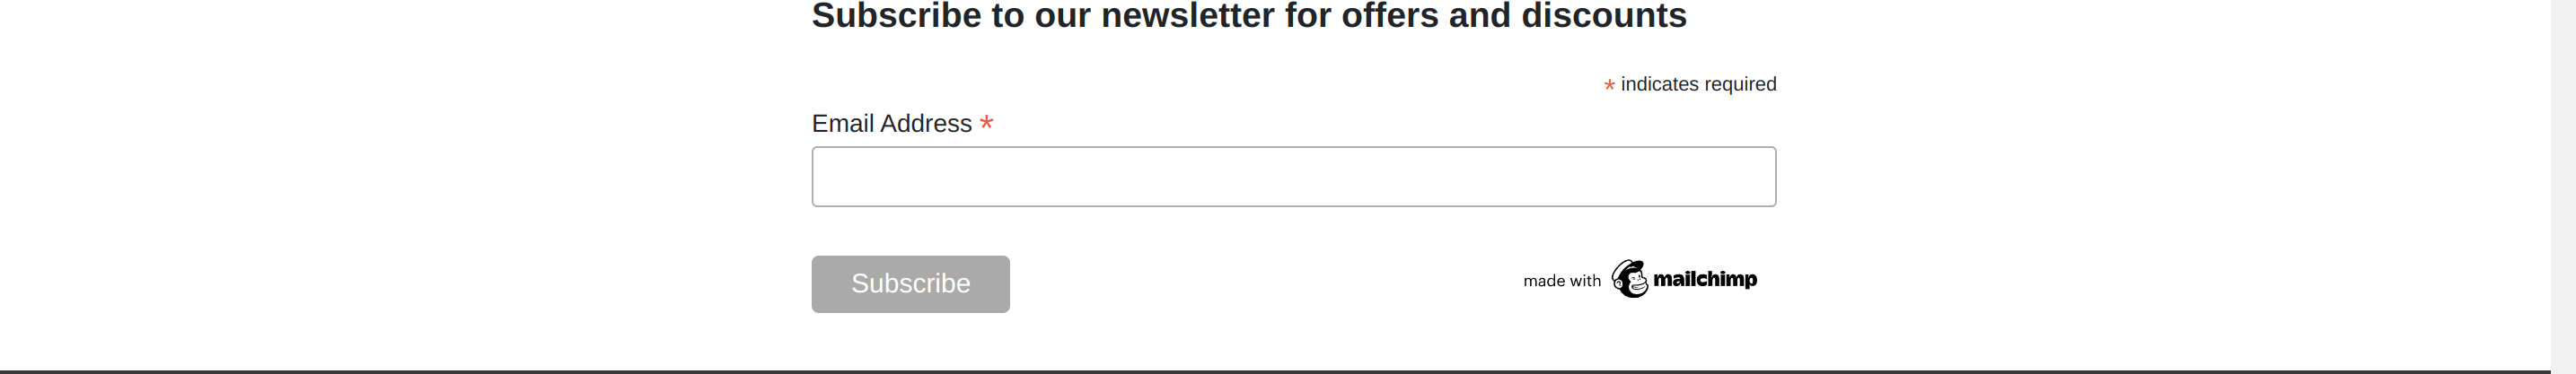 Subscribe to our newsletter for offers and discounts
* indicates required
Email Address *
Subscribe
made with mailchimp